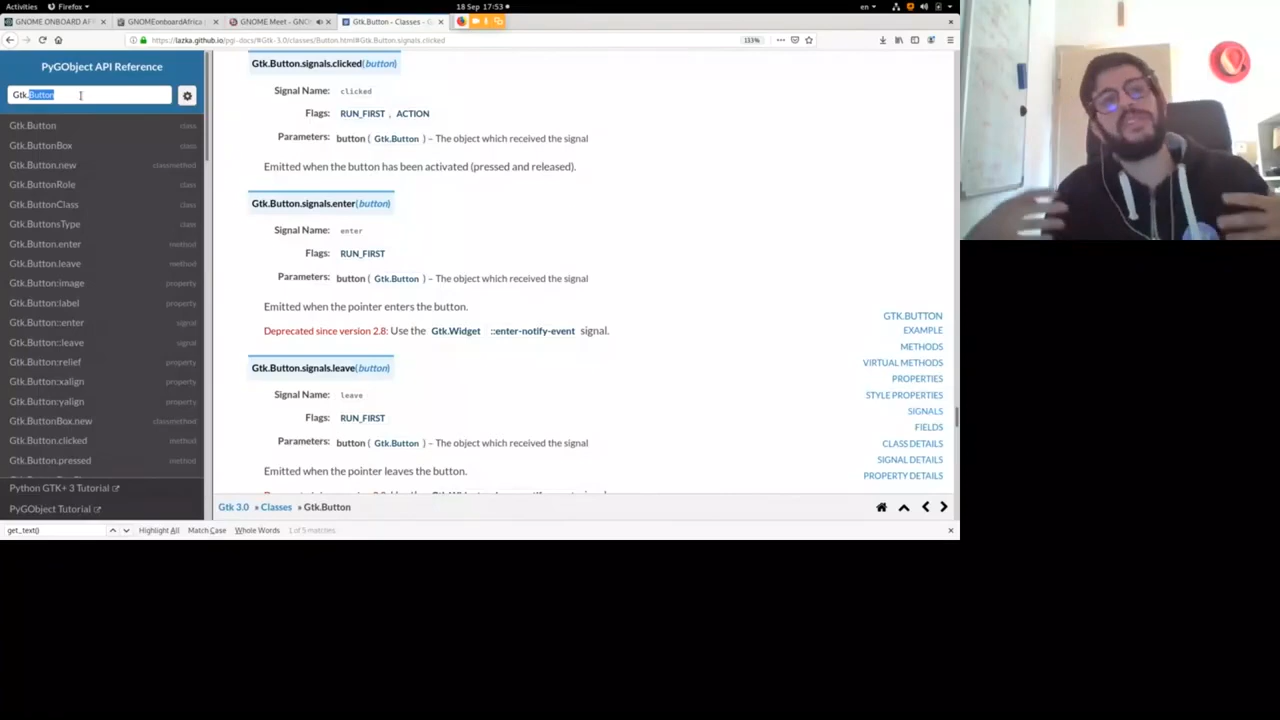 Activities Firefox 18 Sep 17:53 en
GNOME ONBOARD AF GNOMEonboardAfrica GNOME Meet - GNO Gtk.Button - Classes - G
https://lazka.github.io/pgi-docs/#Gtk-3.0/classes/Button.html#Gtk.Button.signals.clicked 133%
PyGObject API Reference
Gtk.Button
Gtk.Button class
Gtk.ButtonBox class
Gtk.Button.new classmethod
Gtk.ButtonRole class
Gtk.ButtonClass class
Gtk.ButtonsType class
Gtk.Button.enter method
Gtk.Button.leave method
Gtk.Button:image property
Gtk.Button:label property
Gtk.Button::enter signal
Gtk.Button::leave signal
Gtk.Button:relief property
Gtk.Button:xalign property
Gtk.Button:yalign property
Gtk.ButtonBox.new classmethod
Gtk.Button.clicked method
Gtk.Button.pressed method
Python GTK+ 3 Tutorial
PyGObject Tutorial
Gtk.Button.signals.clicked(button)
Signal Name: clicked
Flags: RUN_FIRST , ACTION
Parameters: button ( Gtk.Button ) – The object which received the signal
Emitted when the button has been activated (pressed and released).
Gtk.Button.signals.enter(button)
Signal Name: enter
Flags: RUN_FIRST
Parameters: button ( Gtk.Button ) – The object which received the signal
Emitted when the pointer enters the button.
Deprecated since version 2.8: Use the Gtk.Widget ::enter-notify-event signal.
Gtk.Button.signals.leave(button)
Signal Name: leave
Flags: RUN_FIRST
Parameters: button ( Gtk.Button ) – The object which received the signal
Emitted when the pointer leaves the button.
GTK.BUTTON
EXAMPLE
METHODS
VIRTUAL METHODS
PROPERTIES
STYLE PROPERTIES
SIGNALS
FIELDS
CLASS DETAILS
SIGNAL DETAILS
PROPERTY DETAILS
Gtk 3.0 » Classes » Gtk.Button
get_text() Highlight All Match Case Whole Words 1 of 5 matches